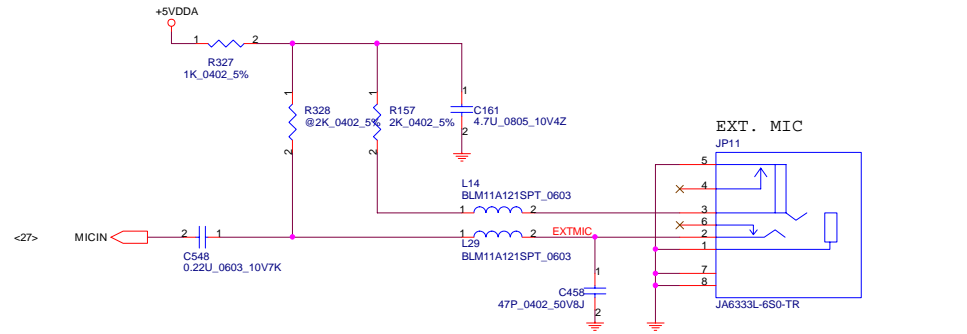 +5VDDA
1 2
R327
1K_0402_5%
1
R328
@2K_0402_5%
2
1
R157
2K_0402_5%
2
1
C161
4.7U_0805_10V4Z
2
EXT. MIC
JP11
5
4
3
6
2
1
7
8
JA6333L-6S0-TR
L14
BLM11A121SPT_0603
1 2
<27>
MICIN
2 1
C548
0.22U_0603_10V7K
1 2
EXTMIC
L29
BLM11A121SPT_0603
1
C458
47P_0402_50V8J
2